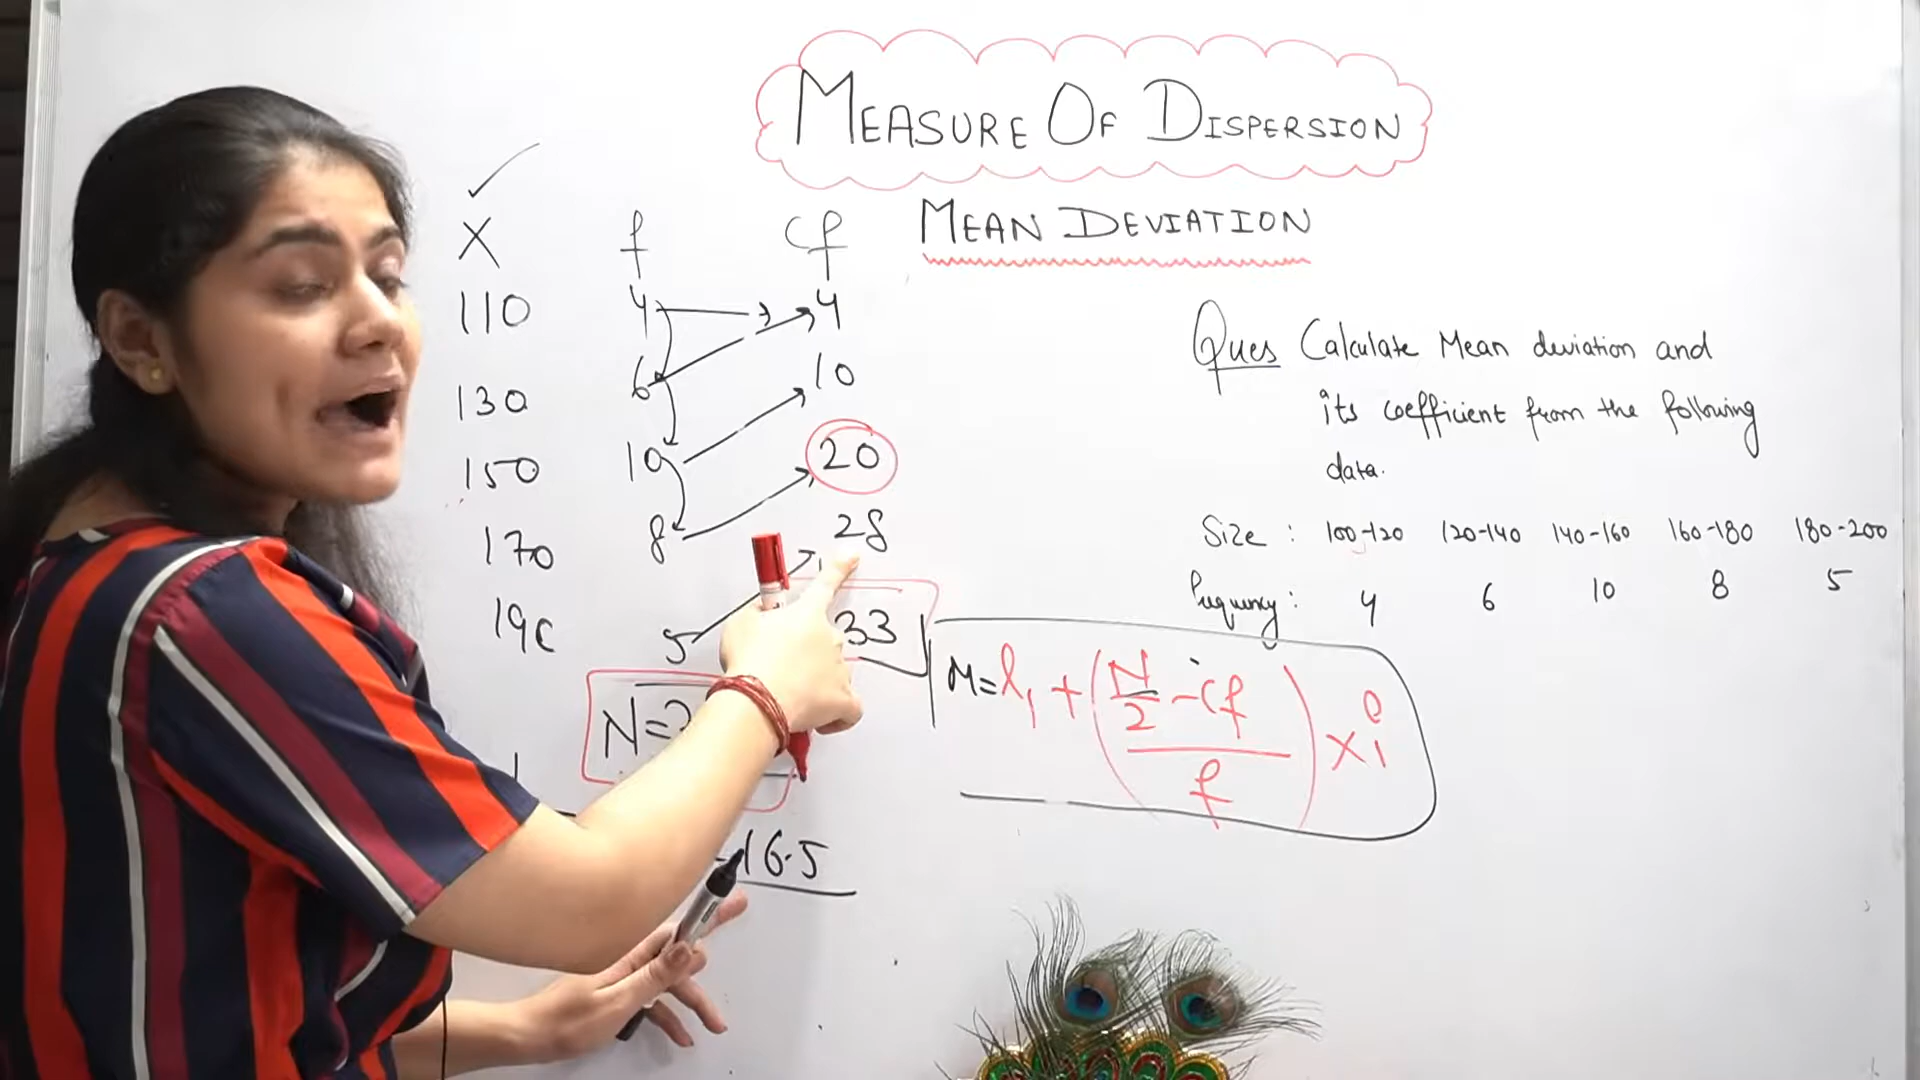 MEASURE OF DISPERSION
MEAN DEVIATION
X f cf
110 4 4
130 6 10
150 10 20
170 8 28
190 5 33
N=3
16.5
Ques Calculate Mean deviation and
its coefficient from the following
data.
Size : 100-120 120-140 140-160 160-180 180-200
frequency : 4 6 10 8 5
M = l₁ + (N/2 - cf / f) × i